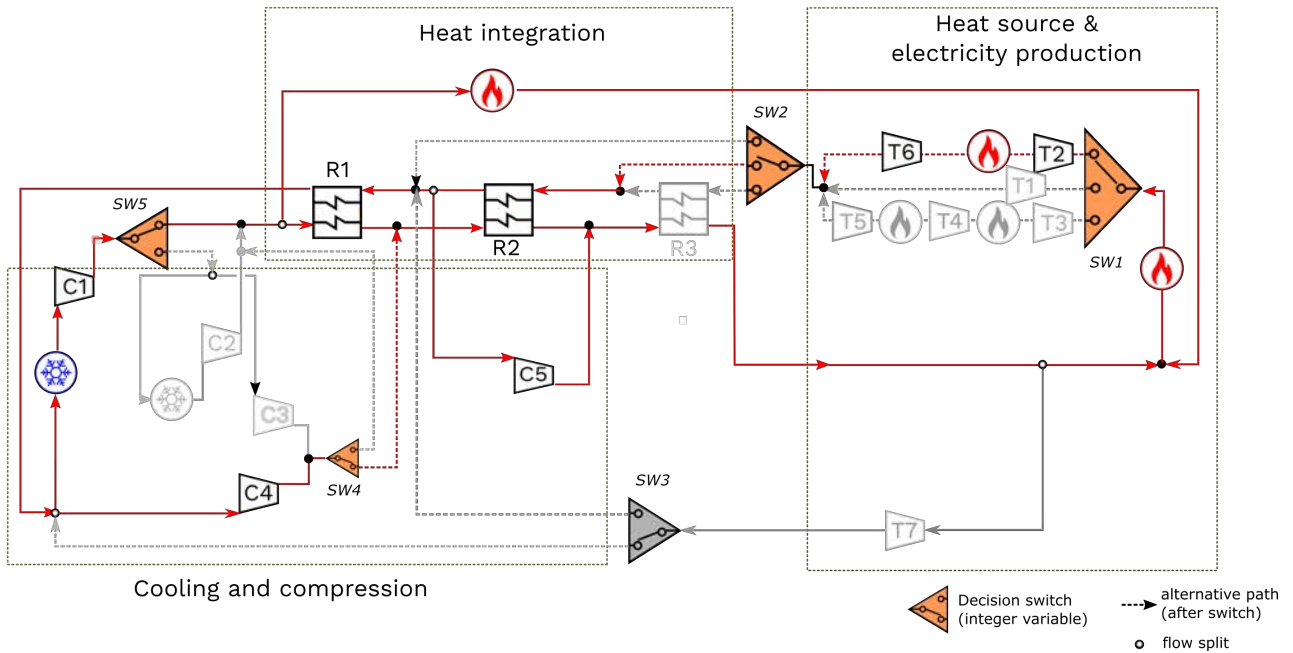 Heat integration
Heat source &
electricity production
SW2
T6
T2
R1
T1
SW5
T5
T4
T3
R2
R3
SW1
C1
C2
C5
C3
SW4
C4
SW3
T7
Cooling and compression
Decision switch
(integer variable)
alternative path
(after switch)
flow split